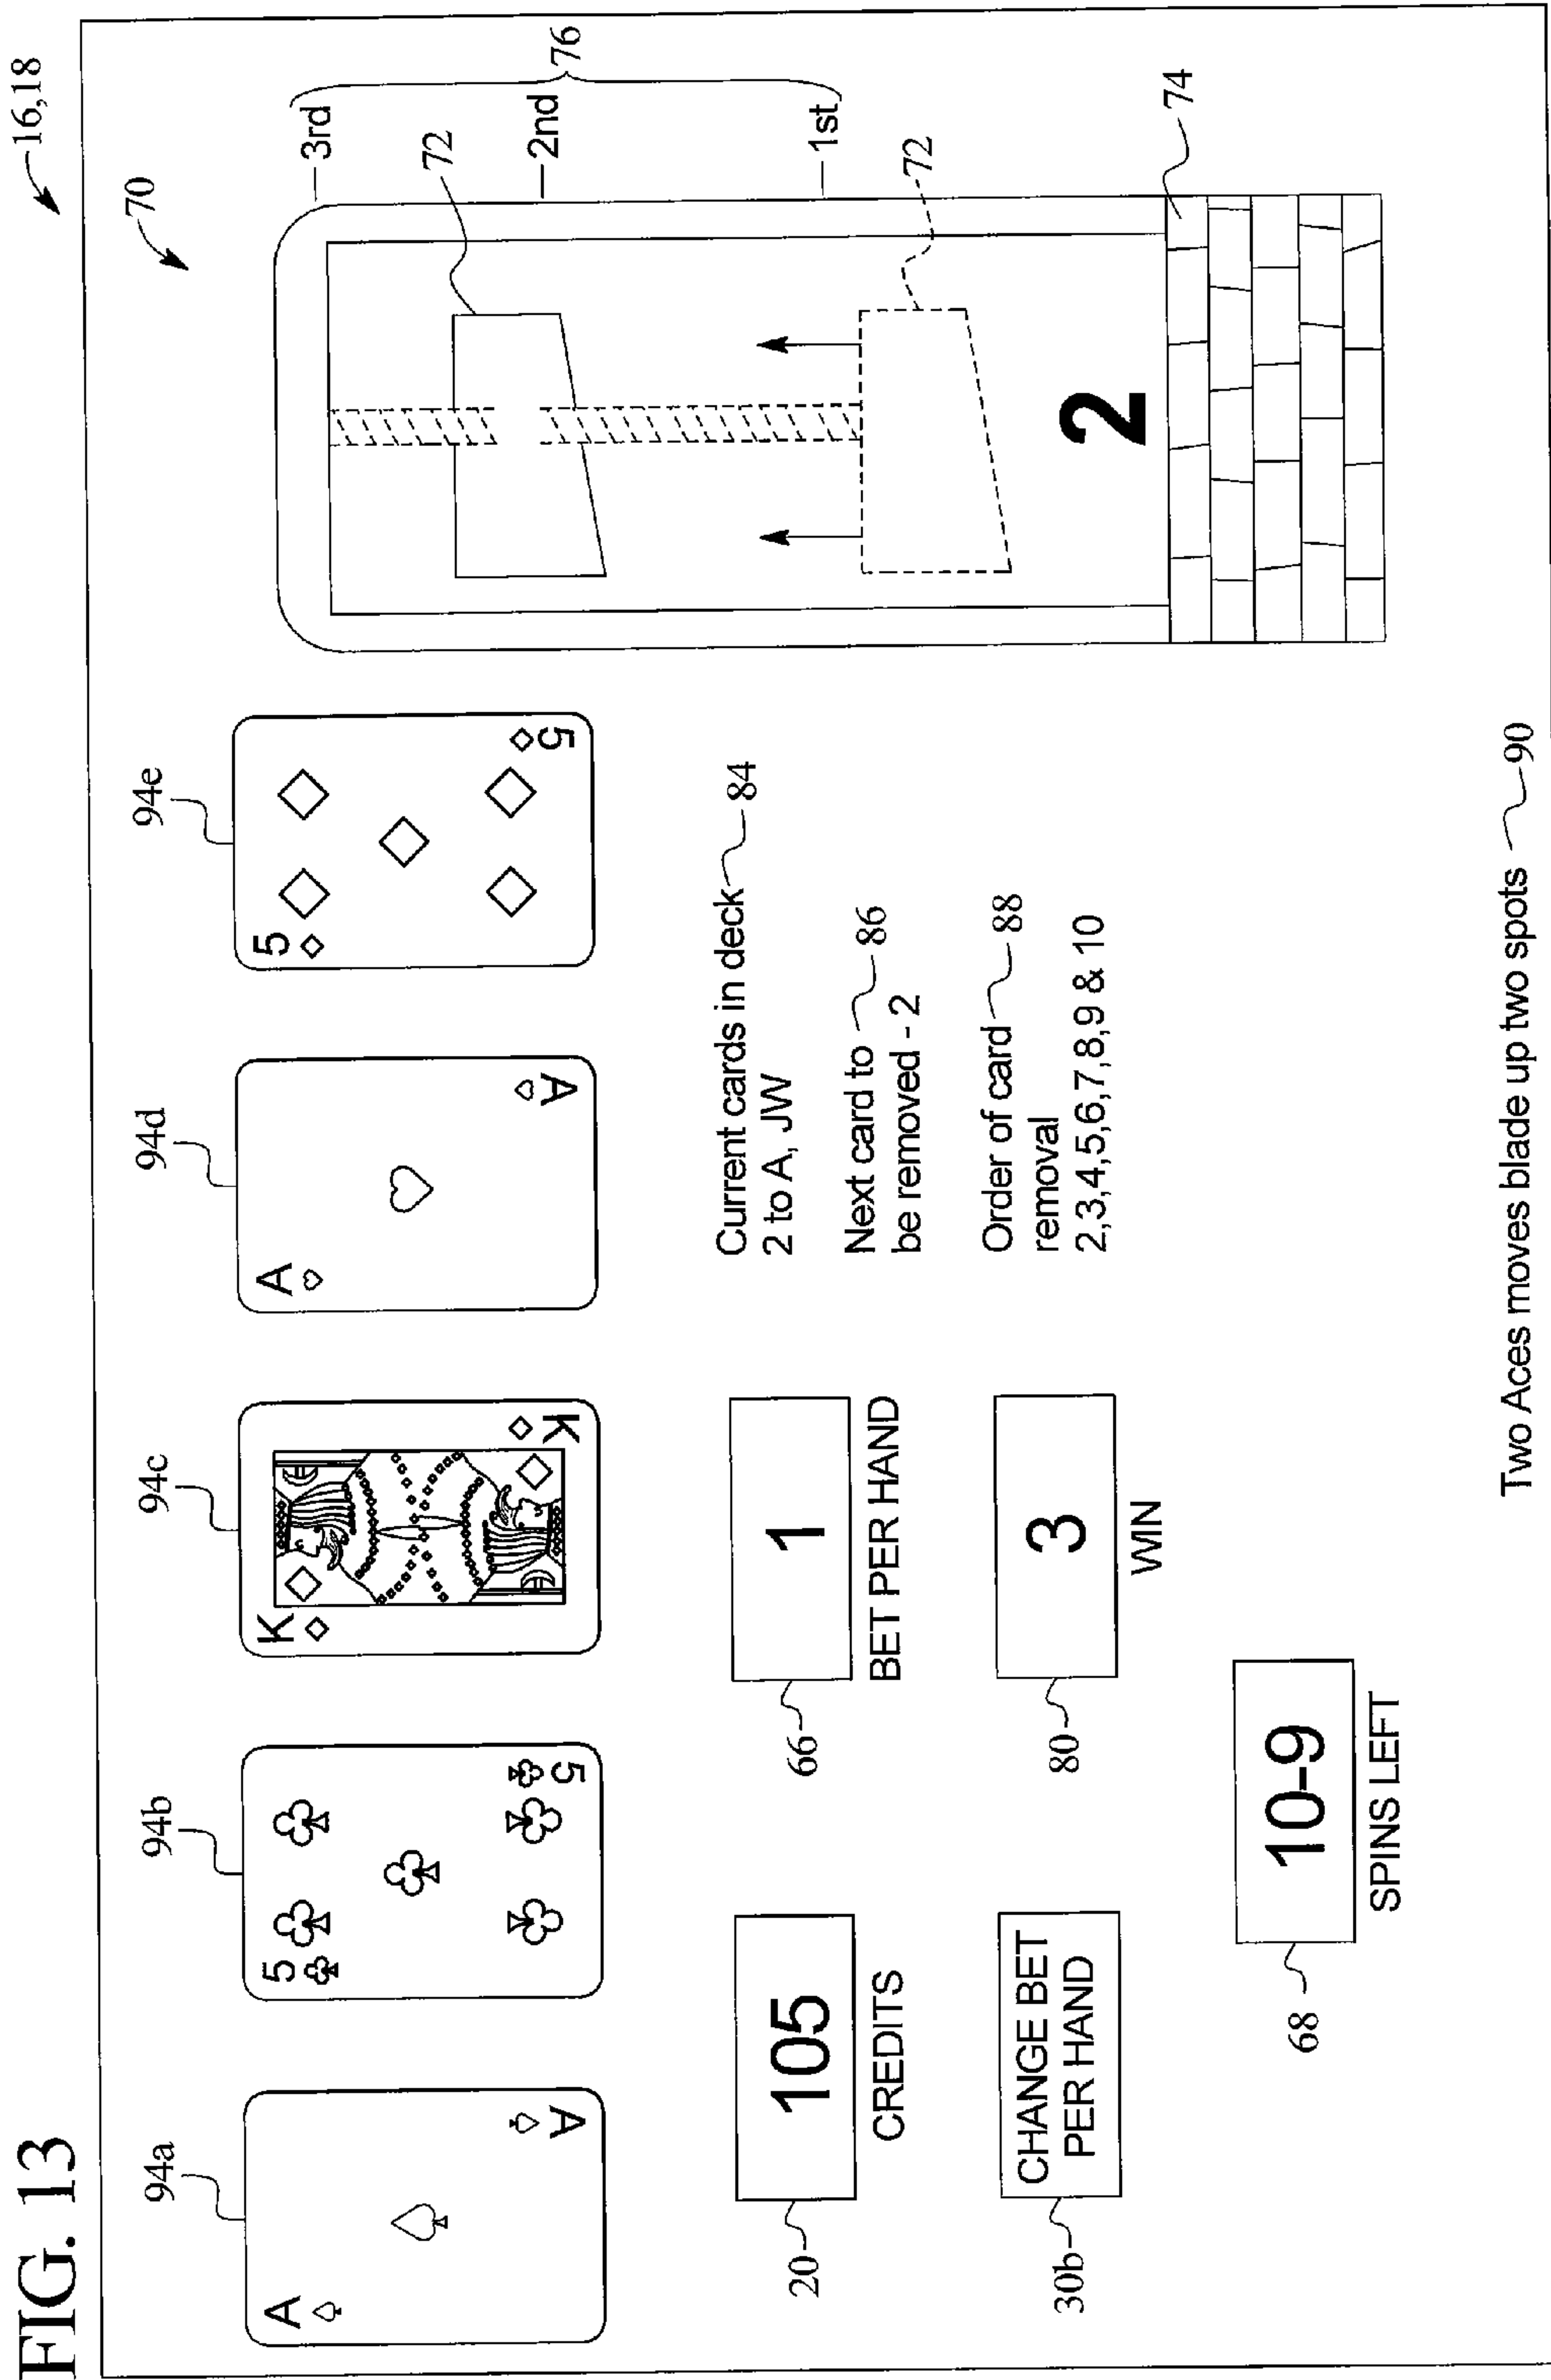 FIG. 13
16,18
94a
94b
94c
94d
94e
70
A
A
5
5
K
K
A
A
5
5
3rd
2nd
1st
76
72
72
74
2
20
105
CREDITS
66
1
BET PER HAND
Current cards in deck 84
2 to A, JW
Next card to 86
be removed - 2
30b
CHANGE BET
PER HAND
80
3
WIN
Order of card 88
removal
2,3,4,5,6,7,8,9 & 10
68
10-9
SPINS LEFT
Two Aces moves blade up two spots 90